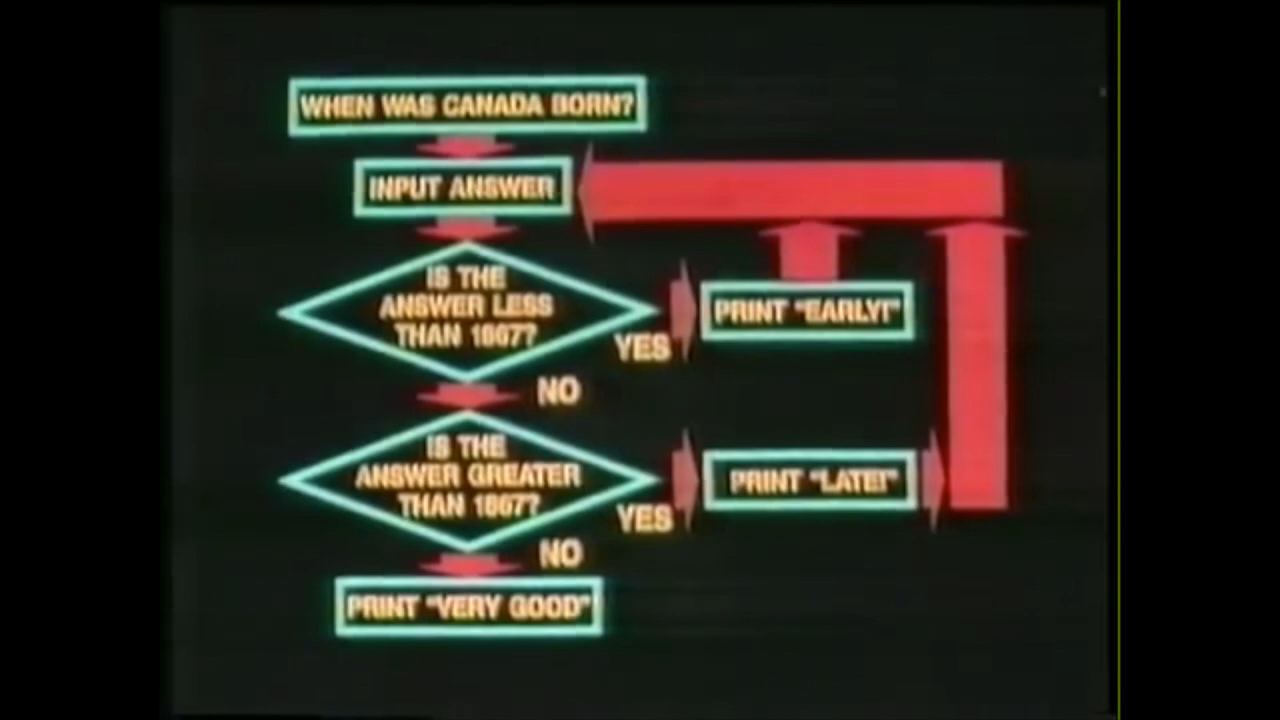 WHEN WAS CANADA BORN?
INPUT ANSWER
IS THE
ANSWER LESS
THAN 1867?
YES
PRINT "EARLY!"
NO
IS THE
ANSWER GREATER
THAN 1867?
YES
PRINT "LATE!"
NO
PRINT "VERY GOOD"